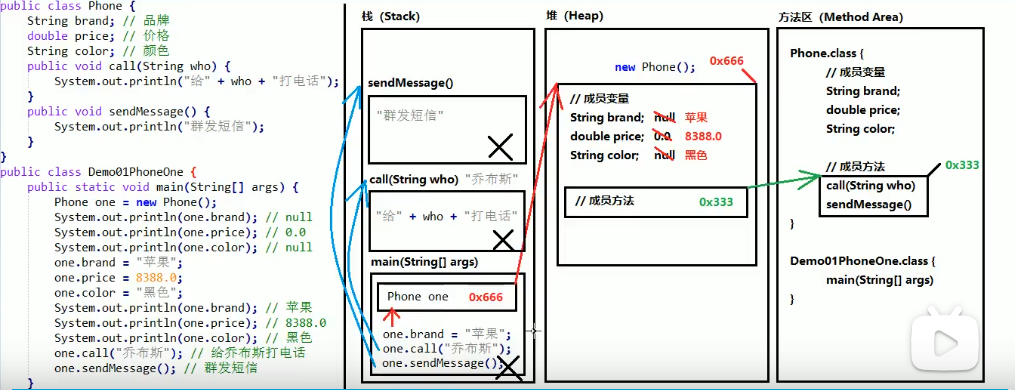 public class Phone {
String brand; // 品牌
double price; // 价格
String color; // 颜色
public void call(String who) {
System.out.println("给" + who + "打电话");
}
public void sendMessage() {
System.out.println("群发短信");
}
}
public class Demo01PhoneOne {
public static void main(String[] args) {
Phone one = new Phone();
System.out.println(one.brand); // null
System.out.println(one.price); // 0.0
System.out.println(one.color); // null
one.brand = "苹果";
one.price = 8388.0;
one.color = "黑色";
System.out.println(one.brand); // 苹果
System.out.println(one.price); // 8388.0
System.out.println(one.color); // 黑色
one.call("乔布斯"); // 给乔布斯打电话
one.sendMessage(); // 群发短信
}
栈（Stack）
sendMessage()
"群发短信"
call(String who) "乔布斯"
"给" + who + "打电话"
main(String[] args)
Phone one 0x666
one.brand = "苹果";
one.call("乔布斯");
one.sendMessage();
堆（Heap）
new Phone(); 0x666
// 成员变量
String brand; null 苹果
double price; 0.0 8388.0
String color; null 黑色
// 成员方法 0x333
方法区（Method Area）
Phone.class {
// 成员变量
String brand;
double price;
String color;
// 成员方法 0x333
call(String who)
sendMessage()
}
Demo01PhoneOne.class {
main(String[] args)
}